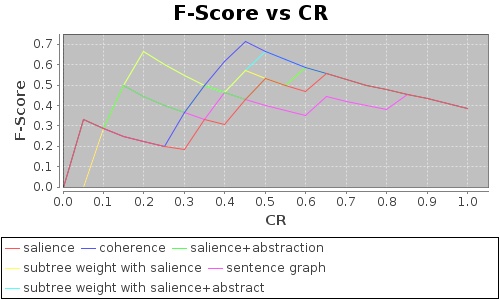 F-Score vs CR
F-Score
0.7
0.6
0.5
0.4
0.3
0.2
0.1
0.0
0.0 0.1 0.2 0.3 0.4 0.5 0.6 0.7 0.8 0.9 1.0
CR
salience coherence salience+abstraction
subtree weight with salience sentence graph
subtree weight with salience+abstract